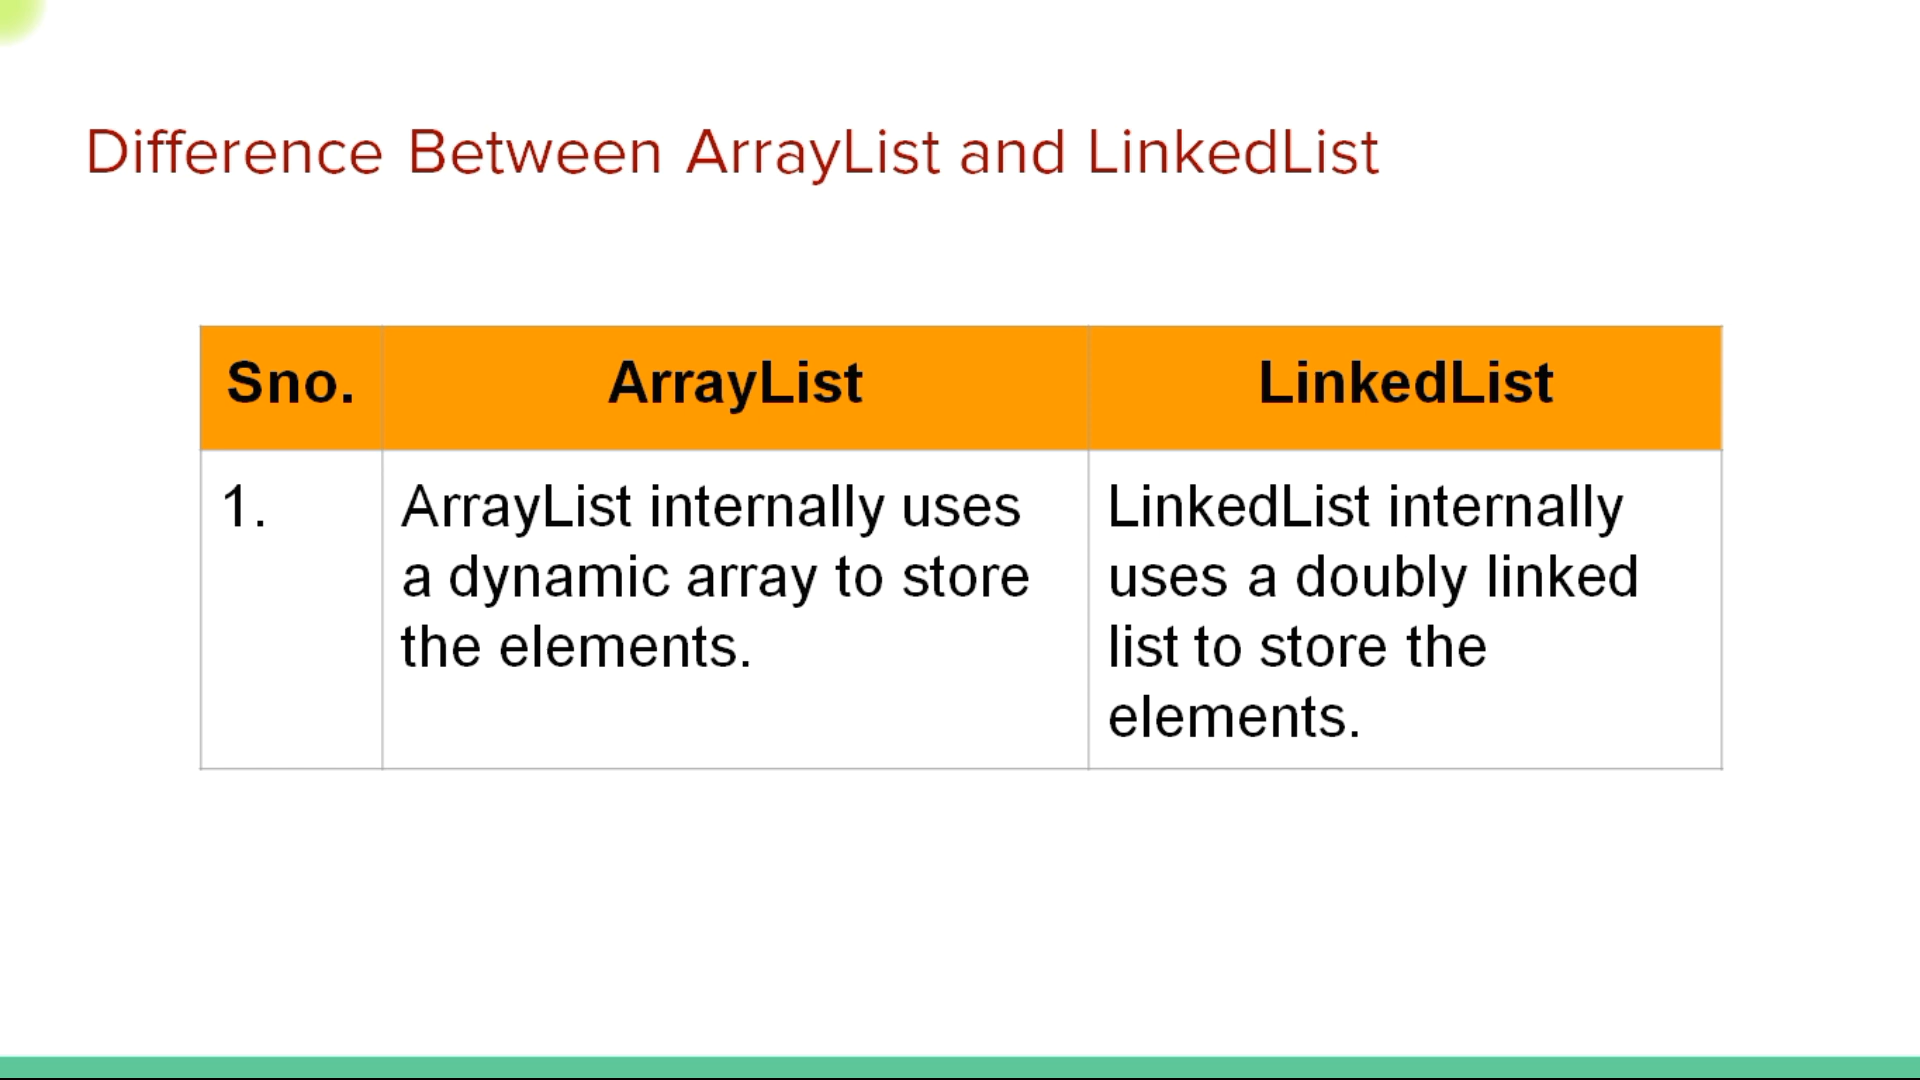 Difference Between ArrayList and LinkedList
Sno.
ArrayList
LinkedList
1.
ArrayList internally uses
a dynamic array to store
the elements.
LinkedList internally
uses a doubly linked
list to store the
elements.